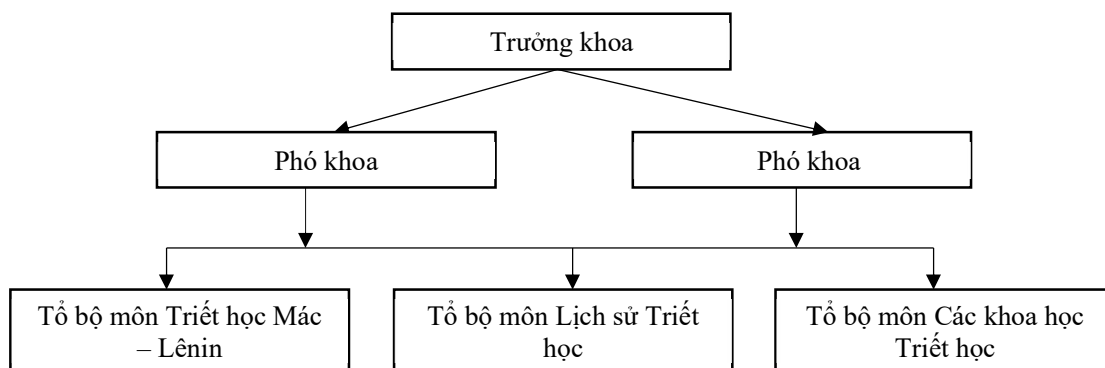 Trưởng khoa
Phó khoa
Phó khoa
Tổ bộ môn Triết học Mác
– Lênin
Tổ bộ môn Lịch sử Triết
học
Tổ bộ môn Các khoa học
Triết học